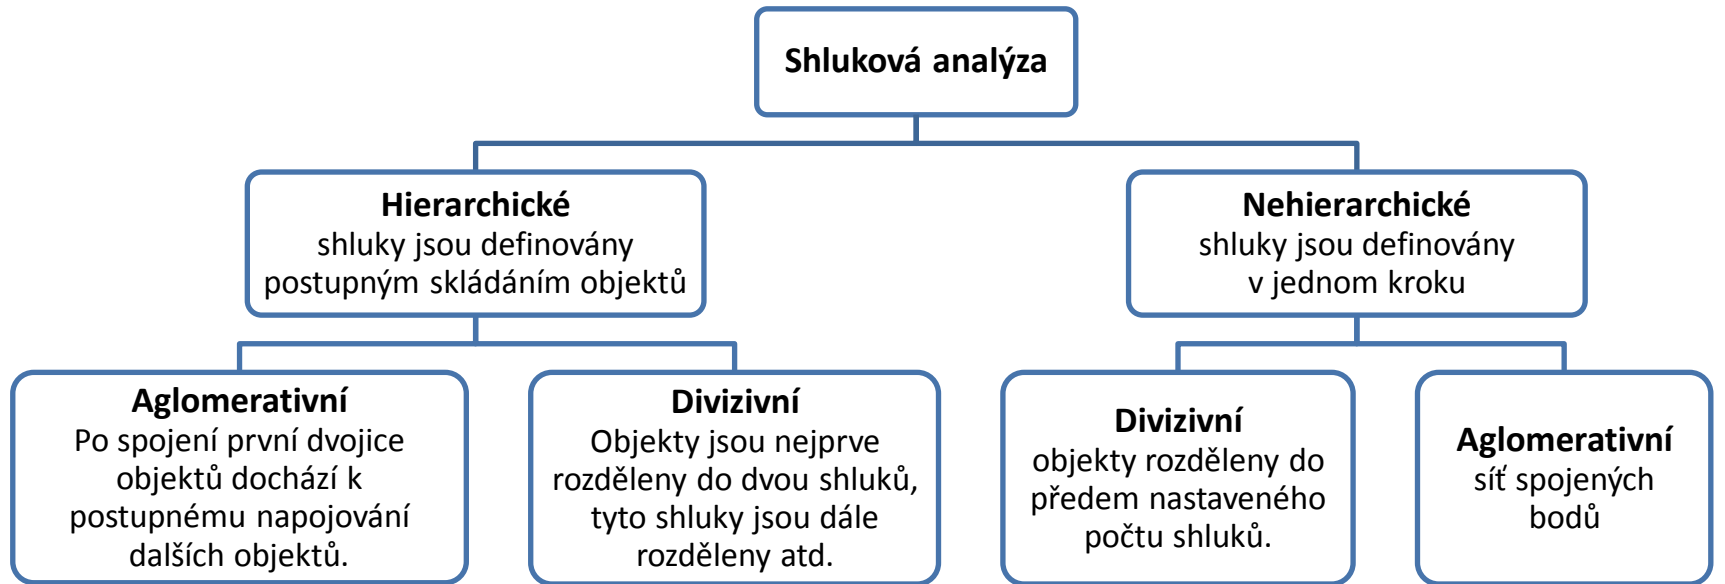 Shluková analýza
Hierarchické
shluky jsou definovány
postupným skládáním objektů
Nehierarchické
shluky jsou definovány
v jednom kroku
Aglomerativní
Po spojení první dvojice
objektů dochází k
postupnému napojování
dalších objektů.
Divizivní
Objekty jsou nejprve
rozděleny do dvou shluků,
tyto shluky jsou dále
rozděleny atd.
Divizivní
objekty rozděleny do
předem nastaveného
počtu shluků.
Aglomerativní
síť spojených
bodů